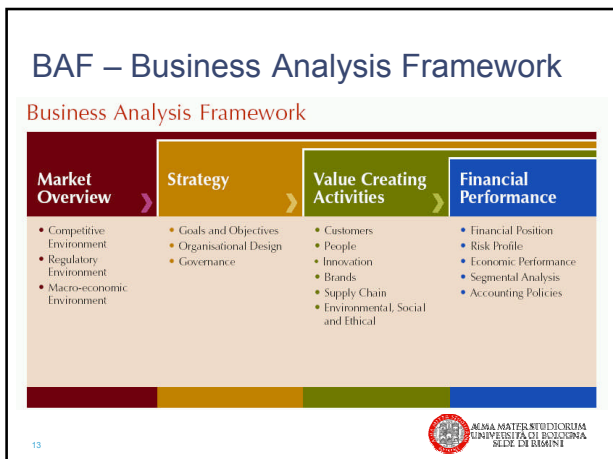 BAF – Business Analysis Framework
Business Analysis Framework
Market
Overview
Strategy
Value Creating
Activities
Financial
Performance
• Competitive
Environment
• Regulatory
Environment
• Macro-economic
Environment
• Goals and Objectives
• Organisational Design
• Governance
• Customers
• People
• Innovation
• Brands
• Supply Chain
• Environmental, Social
and Ethical
• Financial Position
• Risk Profile
• Economic Performance
• Segmental Analysis
• Accounting Policies
13
ALMA MATER STUDIORUM
UNIVERSITA DI BOLOGNA
SEDE DI RIMINI